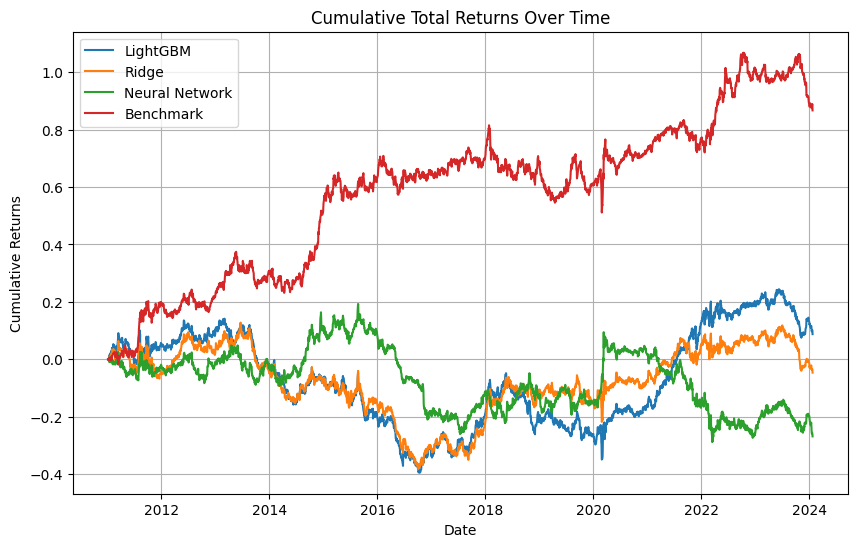 Cumulative Total Returns Over Time
LightGBM
Ridge
Neural Network
Benchmark
Cumulative Returns
1.0
0.8
0.6
0.4
0.2
0.0
−0.2
−0.4
2012
2014
2016
2018
2020
2022
2024
Date